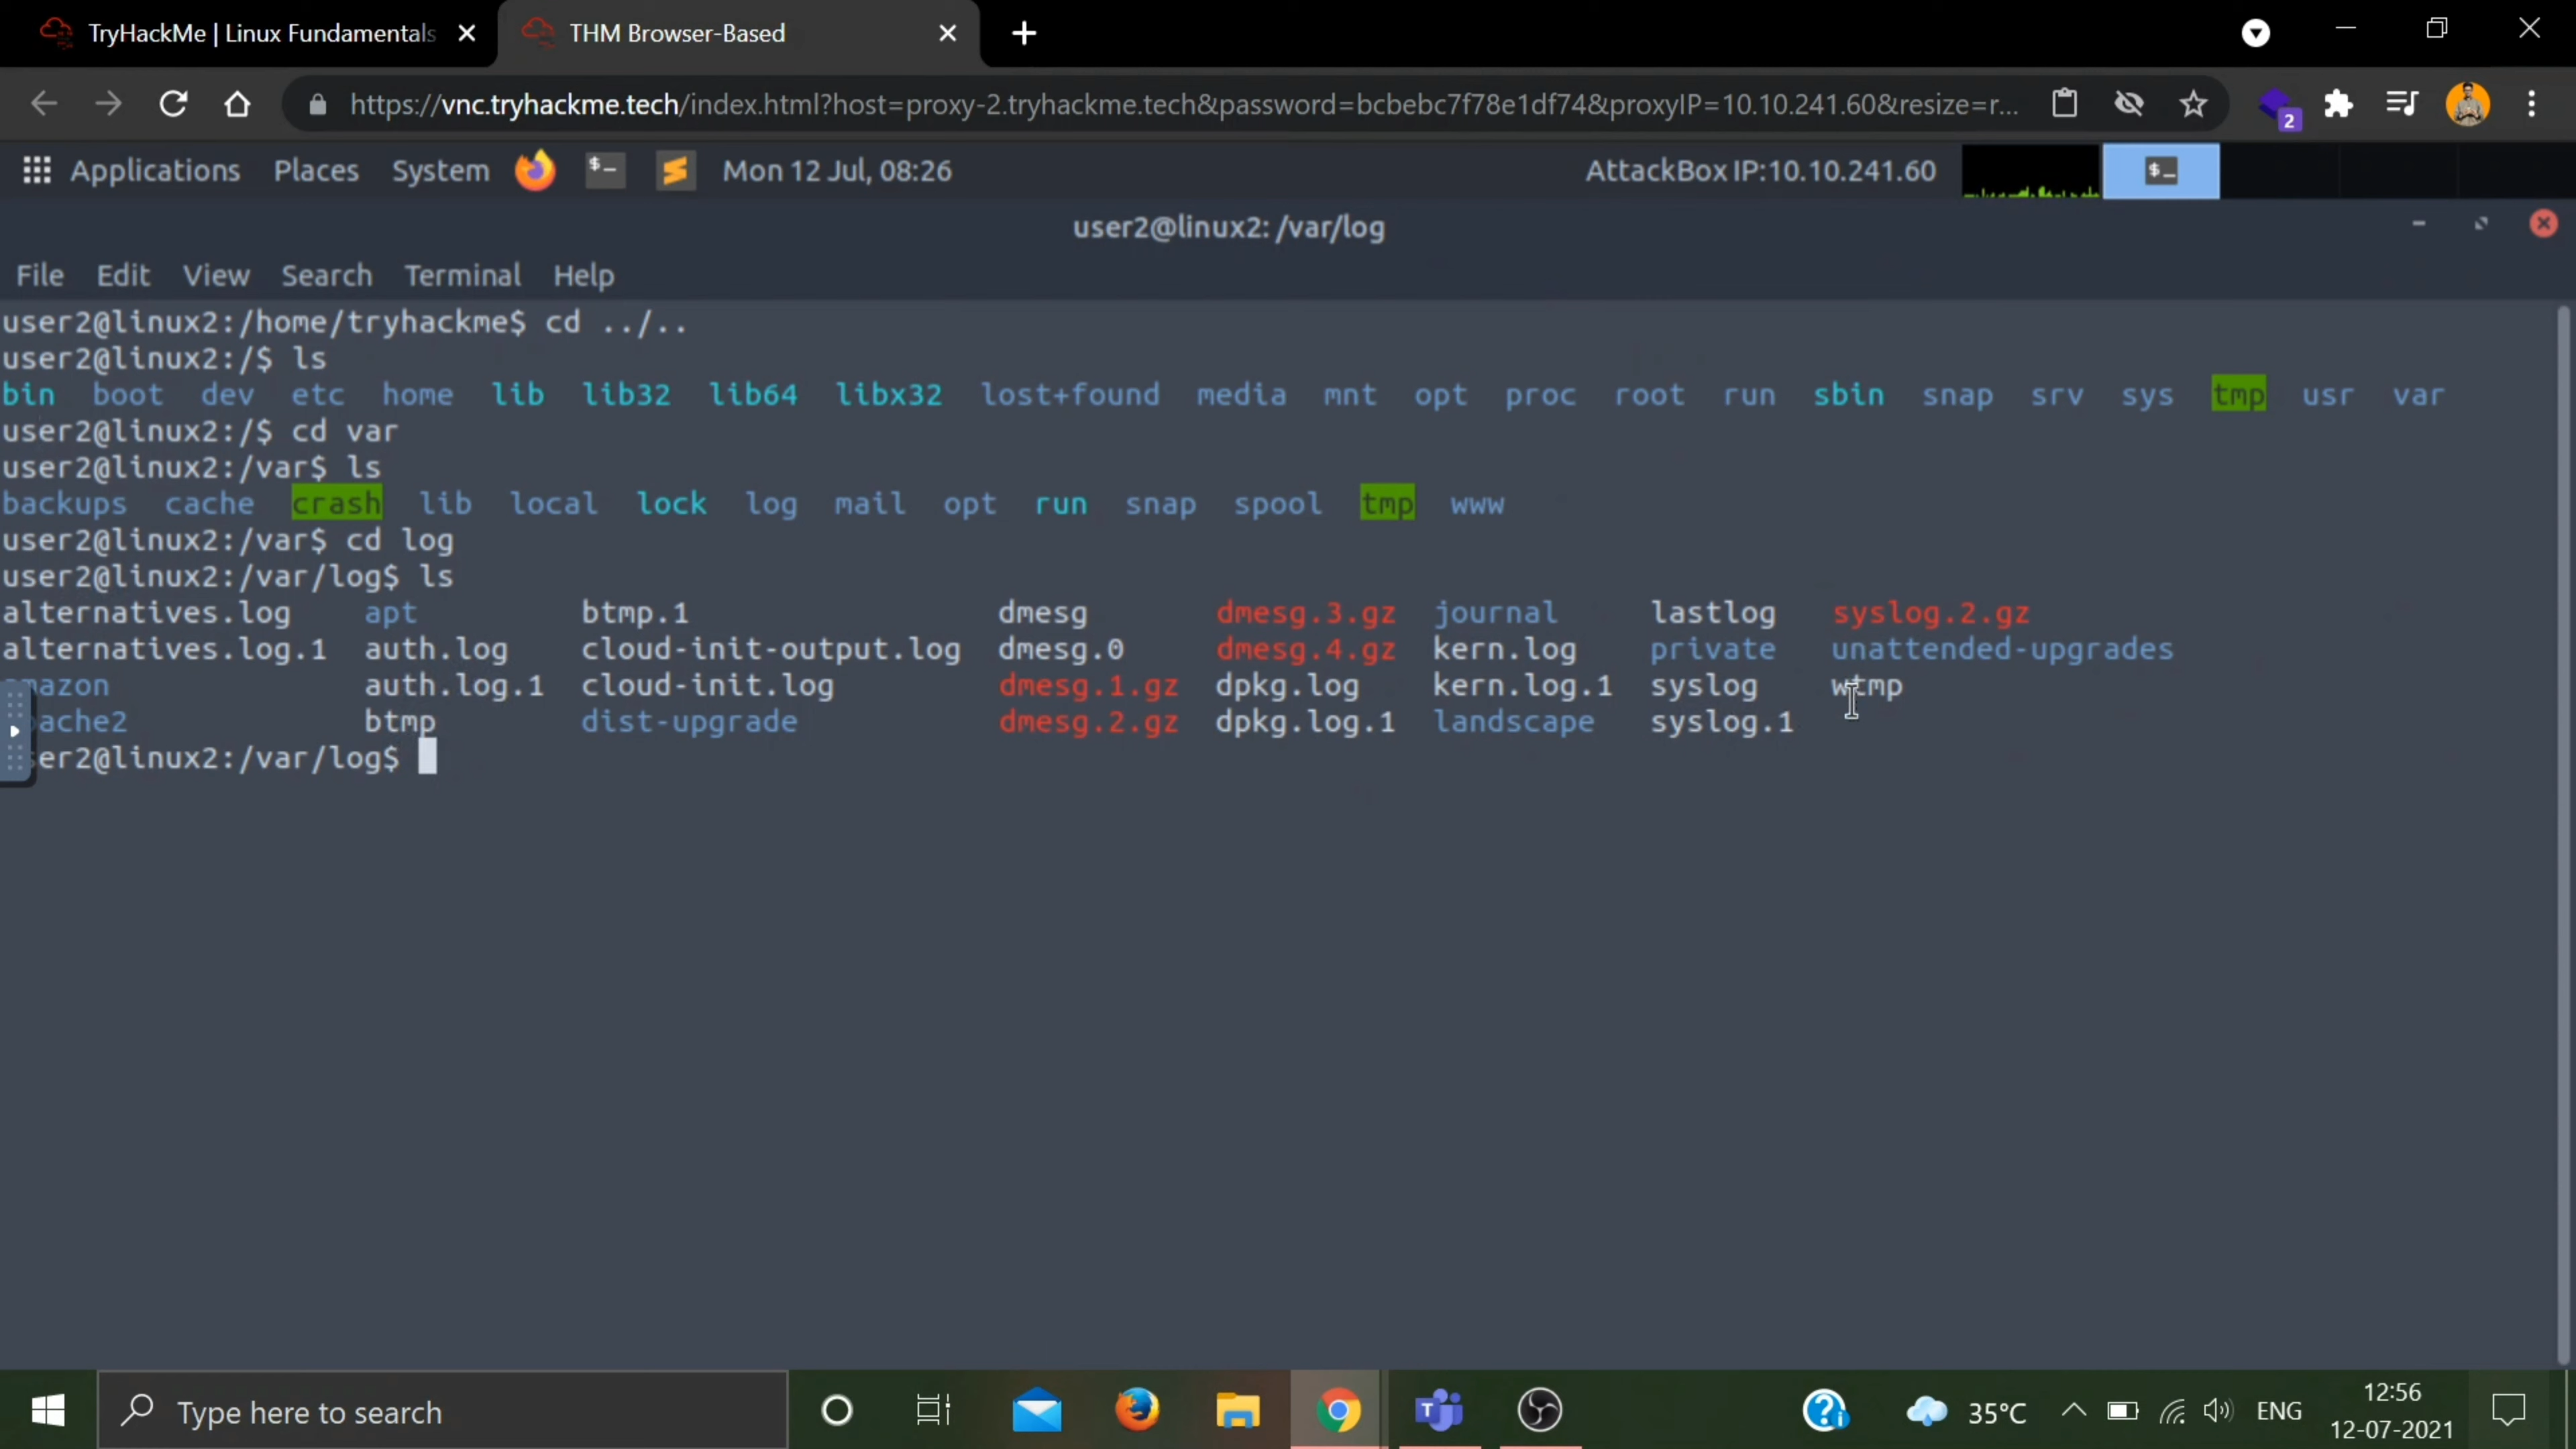 TryHackMe | Linux Fundamentals
THM Browser-Based
https://vnc.tryhackme.tech/index.html?host=proxy-2.tryhackme.tech&password=bcbebc7f78e1df74&proxyIP=10.10.241.60&resize=r...
2
Applications Places System $_ Mon 12 Jul, 08:26 AttackBox IP:10.10.241.60 $_
user2@linux2: /var/log
File Edit View Search Terminal Help
user2@linux2:/home/tryhackme$ cd ../..
user2@linux2:/$ ls
bin boot dev etc home lib lib32 lib64 libx32 lost+found media mnt opt proc root run sbin snap srv sys tmp usr var
user2@linux2:/$ cd var
user2@linux2:/var$ ls
backups cache crash lib local lock log mail opt run snap spool tmp www
user2@linux2:/var$ cd log
user2@linux2:/var/log$ ls
alternatives.log apt btmp.1 dmesg dmesg.3.gz journal lastlog syslog.2.gz
alternatives.log.1 auth.log cloud-init-output.log dmesg.0 dmesg.4.gz kern.log private unattended-upgrades
amazon auth.log.1 cloud-init.log dmesg.1.gz dpkg.log kern.log.1 syslog wtmp
apache2 btmp dist-upgrade dmesg.2.gz dpkg.log.1 landscape syslog.1
user2@linux2:/var/log$
Type here to search
35°C ENG 12:56
12-07-2021